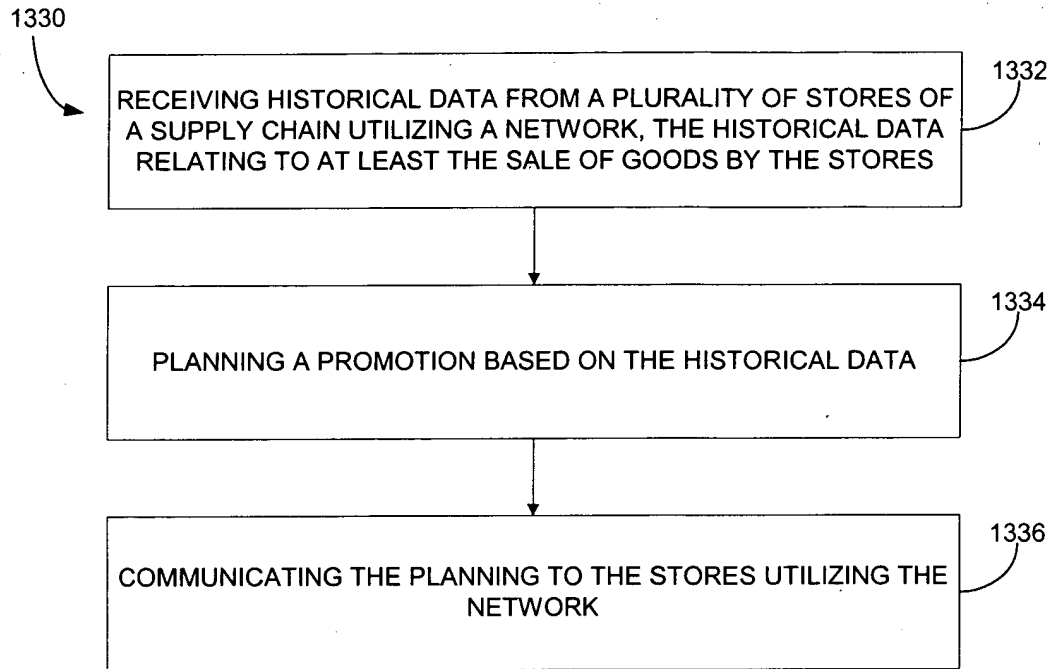 1330
1332
RECEIVING HISTORICAL DATA FROM A PLURALITY OF STORES OF
A SUPPLY CHAIN UTILIZING A NETWORK, THE HISTORICAL DATA
RELATING TO AT LEAST THE SALE OF GOODS BY THE STORES
1334
PLANNING A PROMOTION BASED ON THE HISTORICAL DATA
1336
COMMUNICATING THE PLANNING TO THE STORES UTILIZING THE
NETWORK